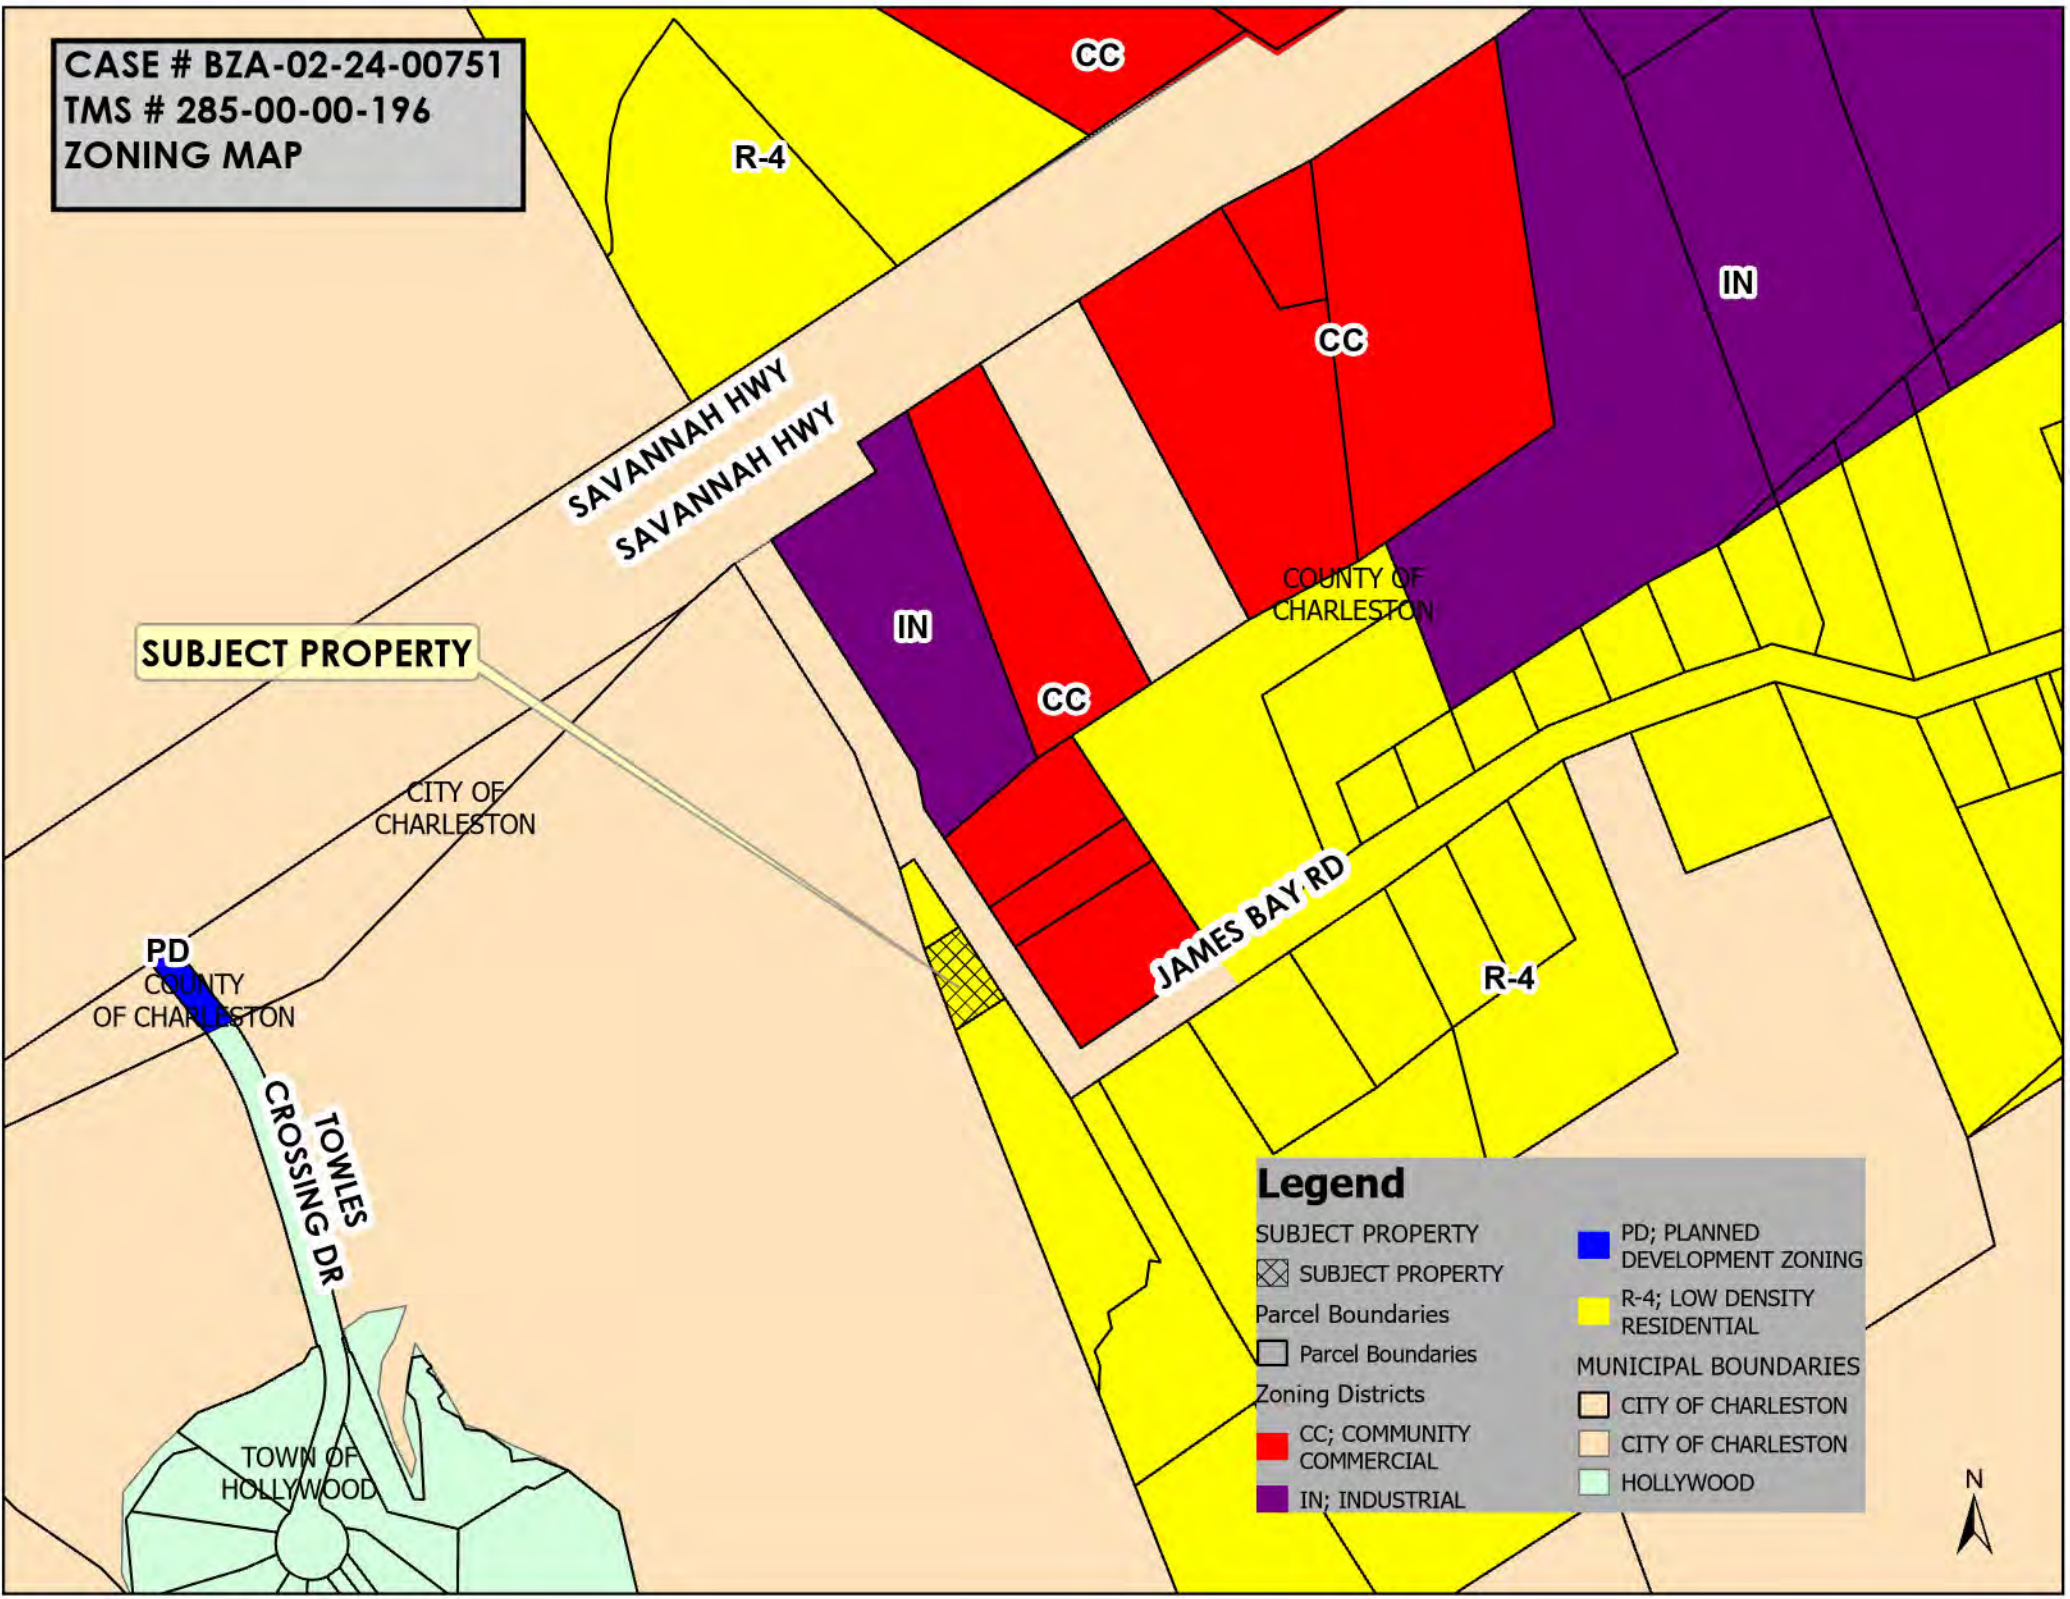 CASE # BZA-02-24-00751
TMS # 285-00-00-196
ZONING MAP
CC
R-4
IN
CC
SAVANNAH HWY
SAVANNAH HWY
COUNTY OF
CHARLESTON
IN
SUBJECT PROPERTY
CC
CITY OF
CHARLESTON
JAMES BAY RD
PD
COUNTY
OF CHARLESTON
R-4
TOWLES
CROSSING DR
TOWN OF
HOLLYWOOD
Legend
SUBJECT PROPERTY
SUBJECT PROPERTY
Parcel Boundaries
Parcel Boundaries
Zoning Districts
CC; COMMUNITY
COMMERCIAL
IN; INDUSTRIAL
PD; PLANNED
DEVELOPMENT ZONING
R-4; LOW DENSITY
RESIDENTIAL
MUNICIPAL BOUNDARIES
CITY OF CHARLESTON
CITY OF CHARLESTON
HOLLYWOOD
N